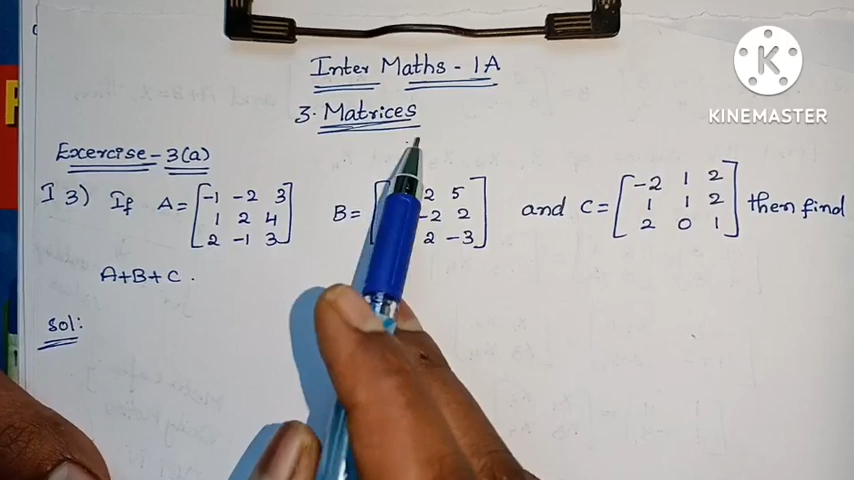 Inter Maths - 1A
3. Matrices
Exercise - 3(a)
I 3) If A = [-1 -2 3 B = [ 2 5 and C = [-2 1 2 then find
1 2 4 -2 2 1 1 2
2 -1 3] 2 -3] 2 0 1]
A+B+C.
Sol:
K
KINEMASTER